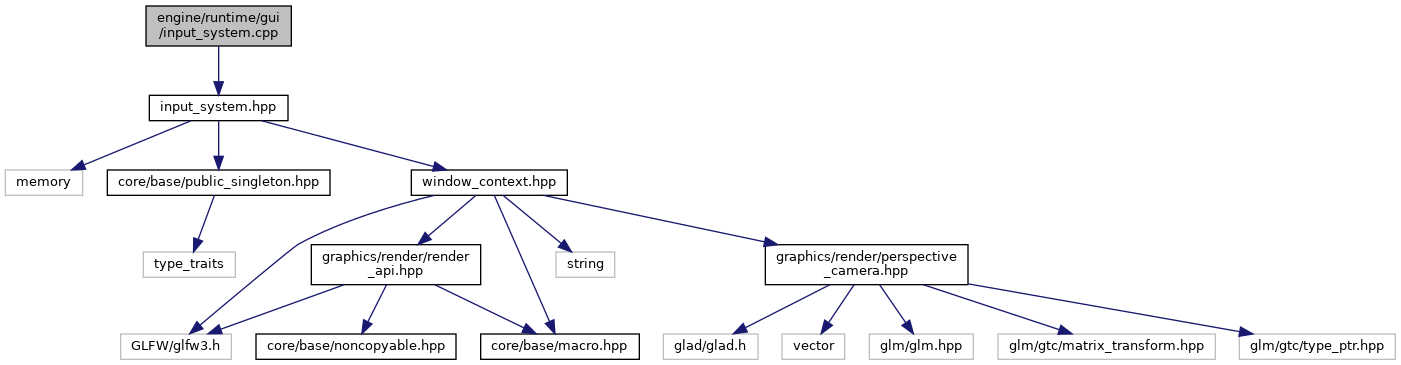 engine/runtime/gui
/input_system.cpp
input_system.hpp
memory
core/base/public_singleton.hpp
window_context.hpp
type_traits
graphics/render/render
_api.hpp
string
graphics/render/perspective
_camera.hpp
GLFW/glfw3.h
core/base/noncopyable.hpp
core/base/macro.hpp
glad/glad.h
vector
glm/glm.hpp
glm/gtc/matrix_transform.hpp
glm/gtc/type_ptr.hpp